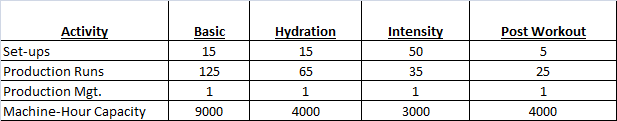 Activity Basic Hydration Intensity Post Workout
Set-ups 15 15 50 5
Production Runs 125 65 35 25
Production Mgt. 1 1 1 1
Machine-Hour Capacity 9000 4000 3000 4000